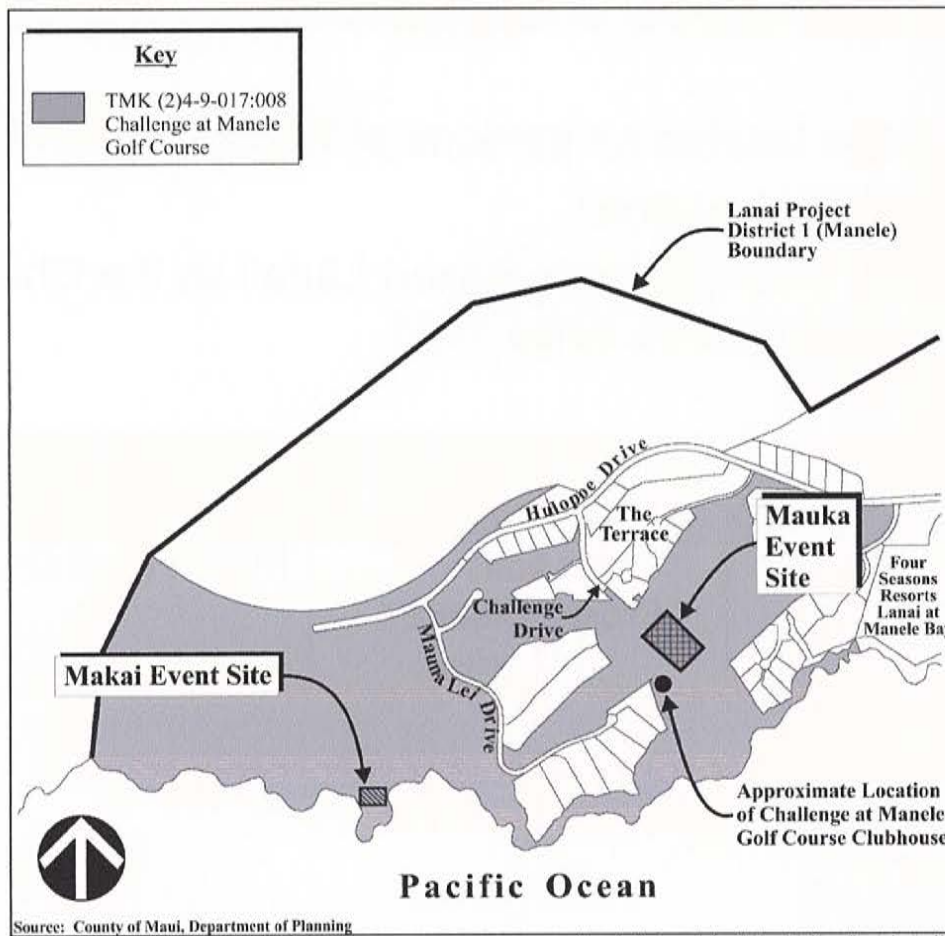 Key
TMK (2)4-9-017:008
Challenge at Manele
Golf Course
Lanai Project
District 1 (Manele)
Boundary
Hulopoe Drive
The
Terrace
Mauka
Event
Site
Four
Seasons
Resorts
Lanai at
Manele Bay
Challenge
Drive
Mauna Lei Drive
Makai Event Site
Approximate Location
of Challenge at Manele
Golf Course Clubhouse
Pacific Ocean
Source: County of Maui, Department of Planning